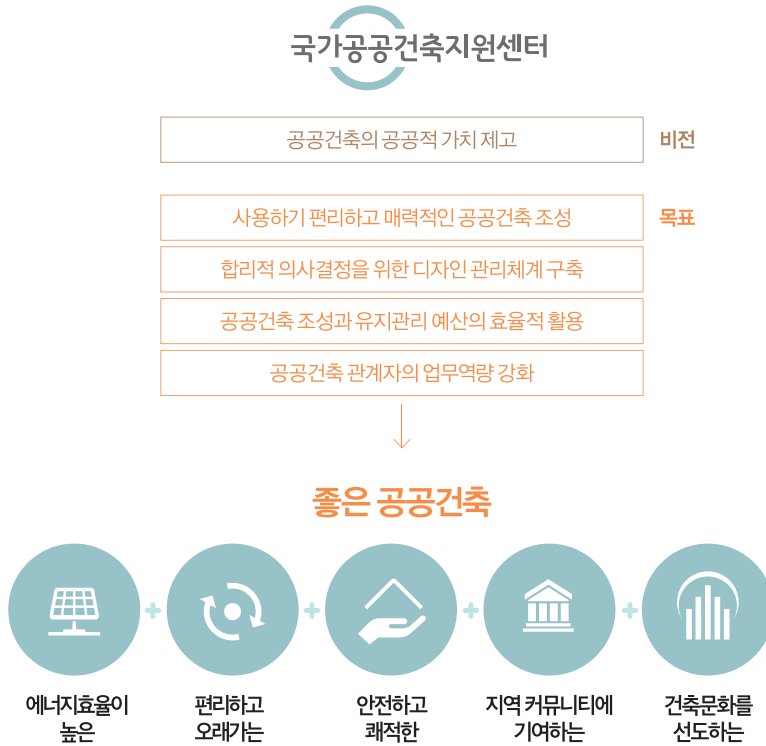 국가공공건축지원센터
공공건축의 공공적 가치 제고
비전
사용하기 편리하고 매력적인 공공건축 조성
목표
합리적 의사결정을 위한 디자인 관리체계 구축
공공건축 조성과 유지관리 예산의 효율적 활용
공공건축 관계자의 업무역량 강화
좋은 공공건축
에너지효율이
높은
편리하고
오래가는
안전하고
쾌적한
지역 커뮤니티에
기여하는
건축문화를
선도하는